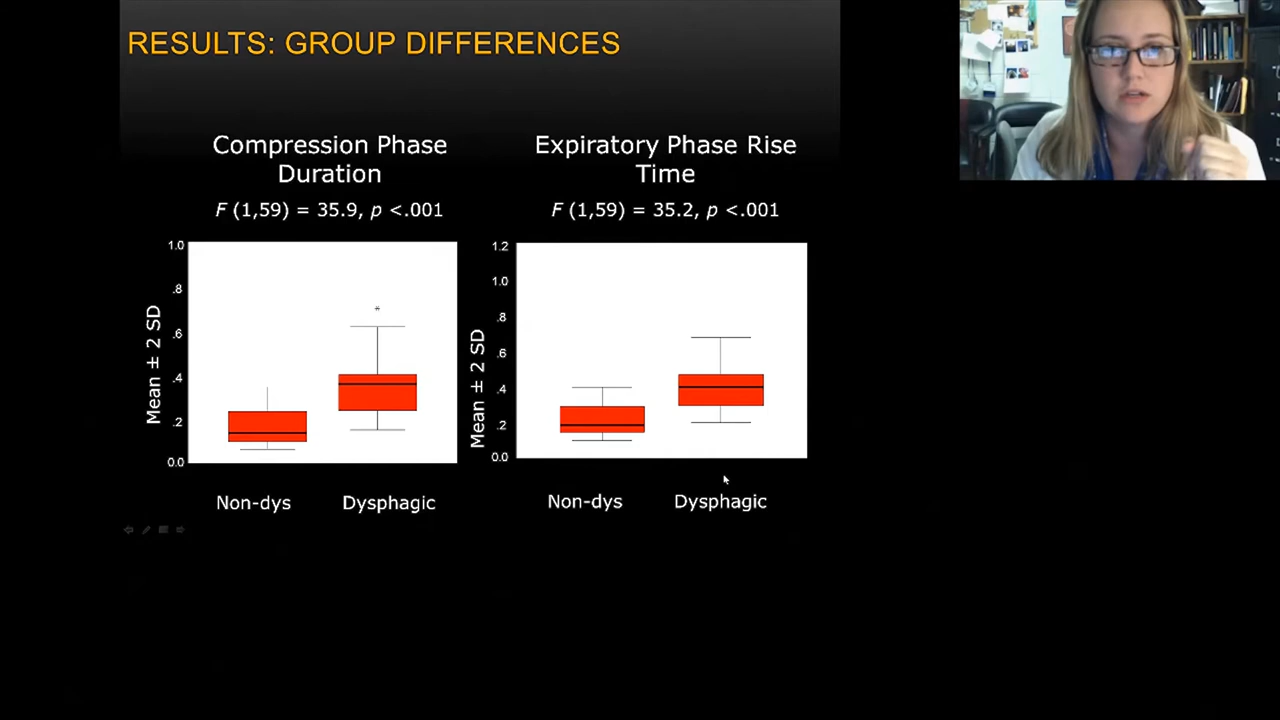 RESULTS: GROUP DIFFERENCES
Compression Phase
Duration
F (1,59) = 35.9, p <.001
Mean ± 2 SD
1.0
.8
.6
.4
.2
0.0
*
Non-dys
Dysphagic
Expiratory Phase Rise
Time
F (1,59) = 35.2, p <.001
Mean ± 2 SD
1.2
1.0
.8
.6
.4
.2
0.0
Non-dys
Dysphagic